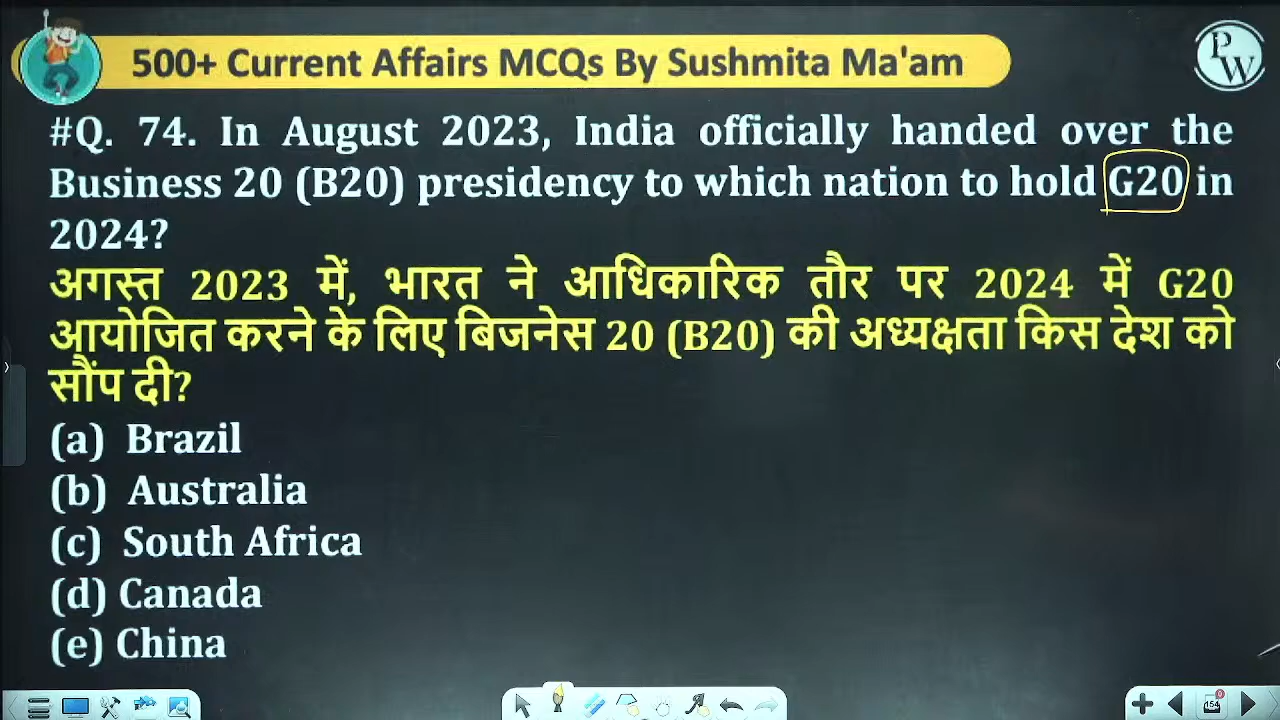 500+ Current Affairs MCQs By Sushmita Ma'am
PW
#Q. 74. In August 2023, India officially handed over the
Business 20 (B20) presidency to which nation to hold G20 in
2024?
अगस्त 2023 में, भारत ने आधिकारिक तौर पर 2024 में G20
आयोजित करने के लिए बिजनेस 20 (B20) की अध्यक्षता किस देश को
सौंप दी?
(a) Brazil
(b) Australia
(c) South Africa
(d) Canada
(e) China
154